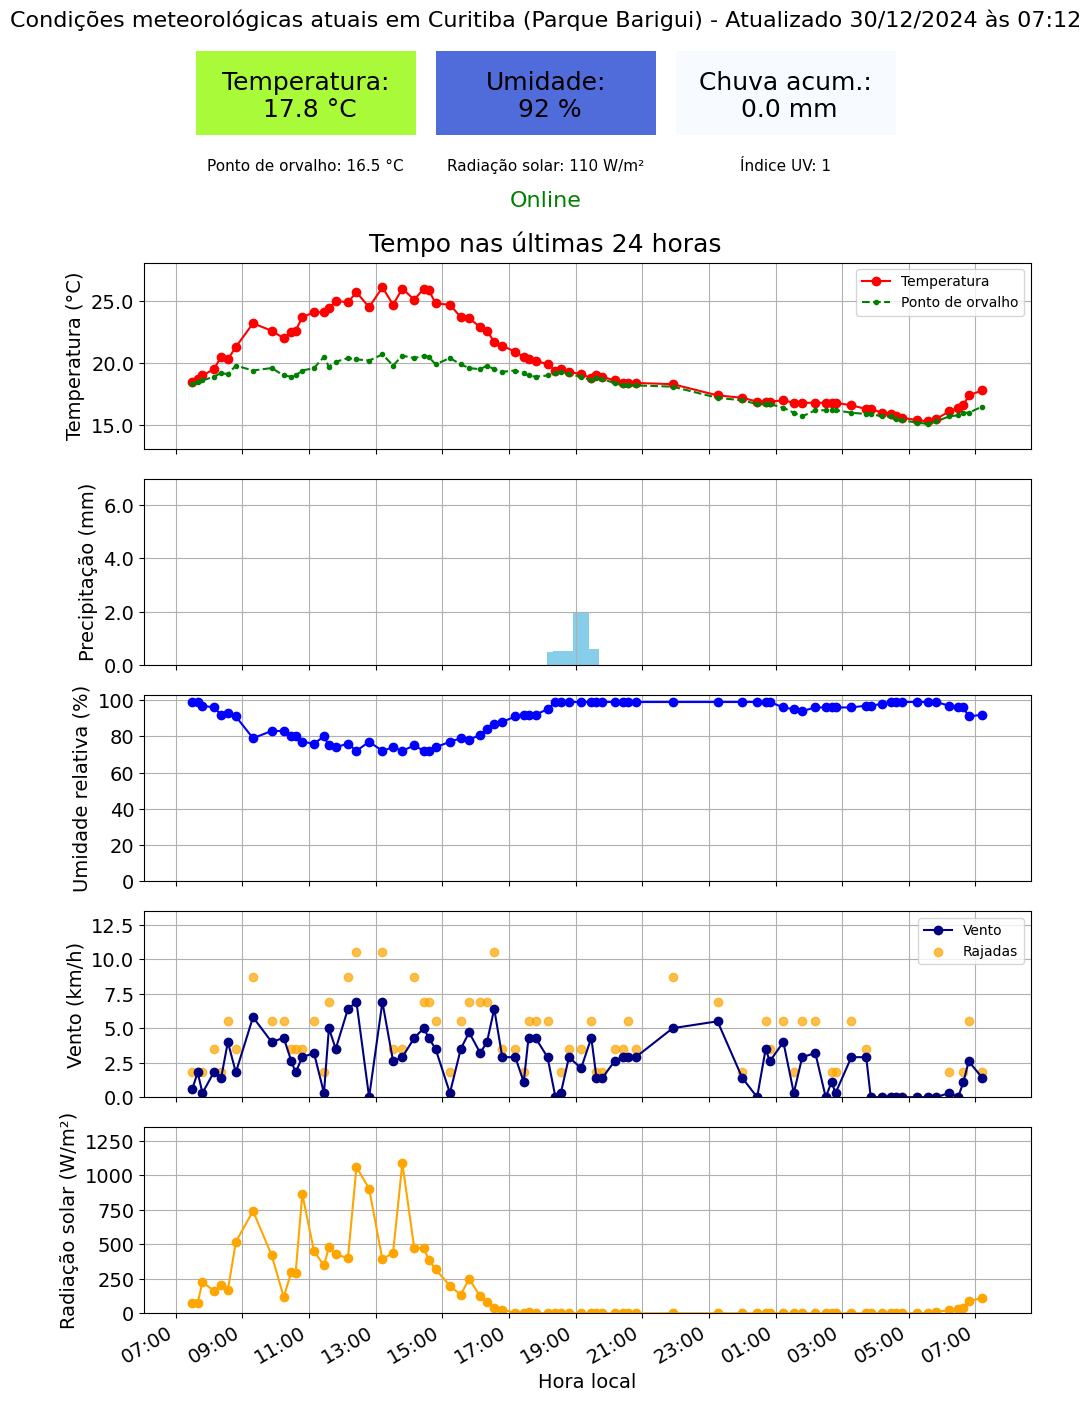 Condições meteorológicas atuais em Curitiba (Parque Barigui) - Atualizado 30/12/2024 às 07:12
Temperatura:
17.8 °C
Umidade:
92 %
Chuva acum.:
0.0 mm
Ponto de orvalho: 16.5 °C
Radiação solar: 110 W/m²
Índice UV: 1
Online
Tempo nas últimas 24 horas
Temperatura (°C)
25.0
20.0
15.0
Temperatura
Ponto de orvalho
Precipitação (mm)
6.0
4.0
2.0
0.0
Umidade relativa (%)
100
80
60
40
20
0
Vento (km/h)
12.5
10.0
7.5
5.0
2.5
0.0
Vento
Rajadas
Radiação solar (W/m²)
1250
1000
750
500
250
0
07:00
09:00
11:00
13:00
15:00
17:00
19:00
21:00
23:00
01:00
03:00
05:00
07:00
Hora local